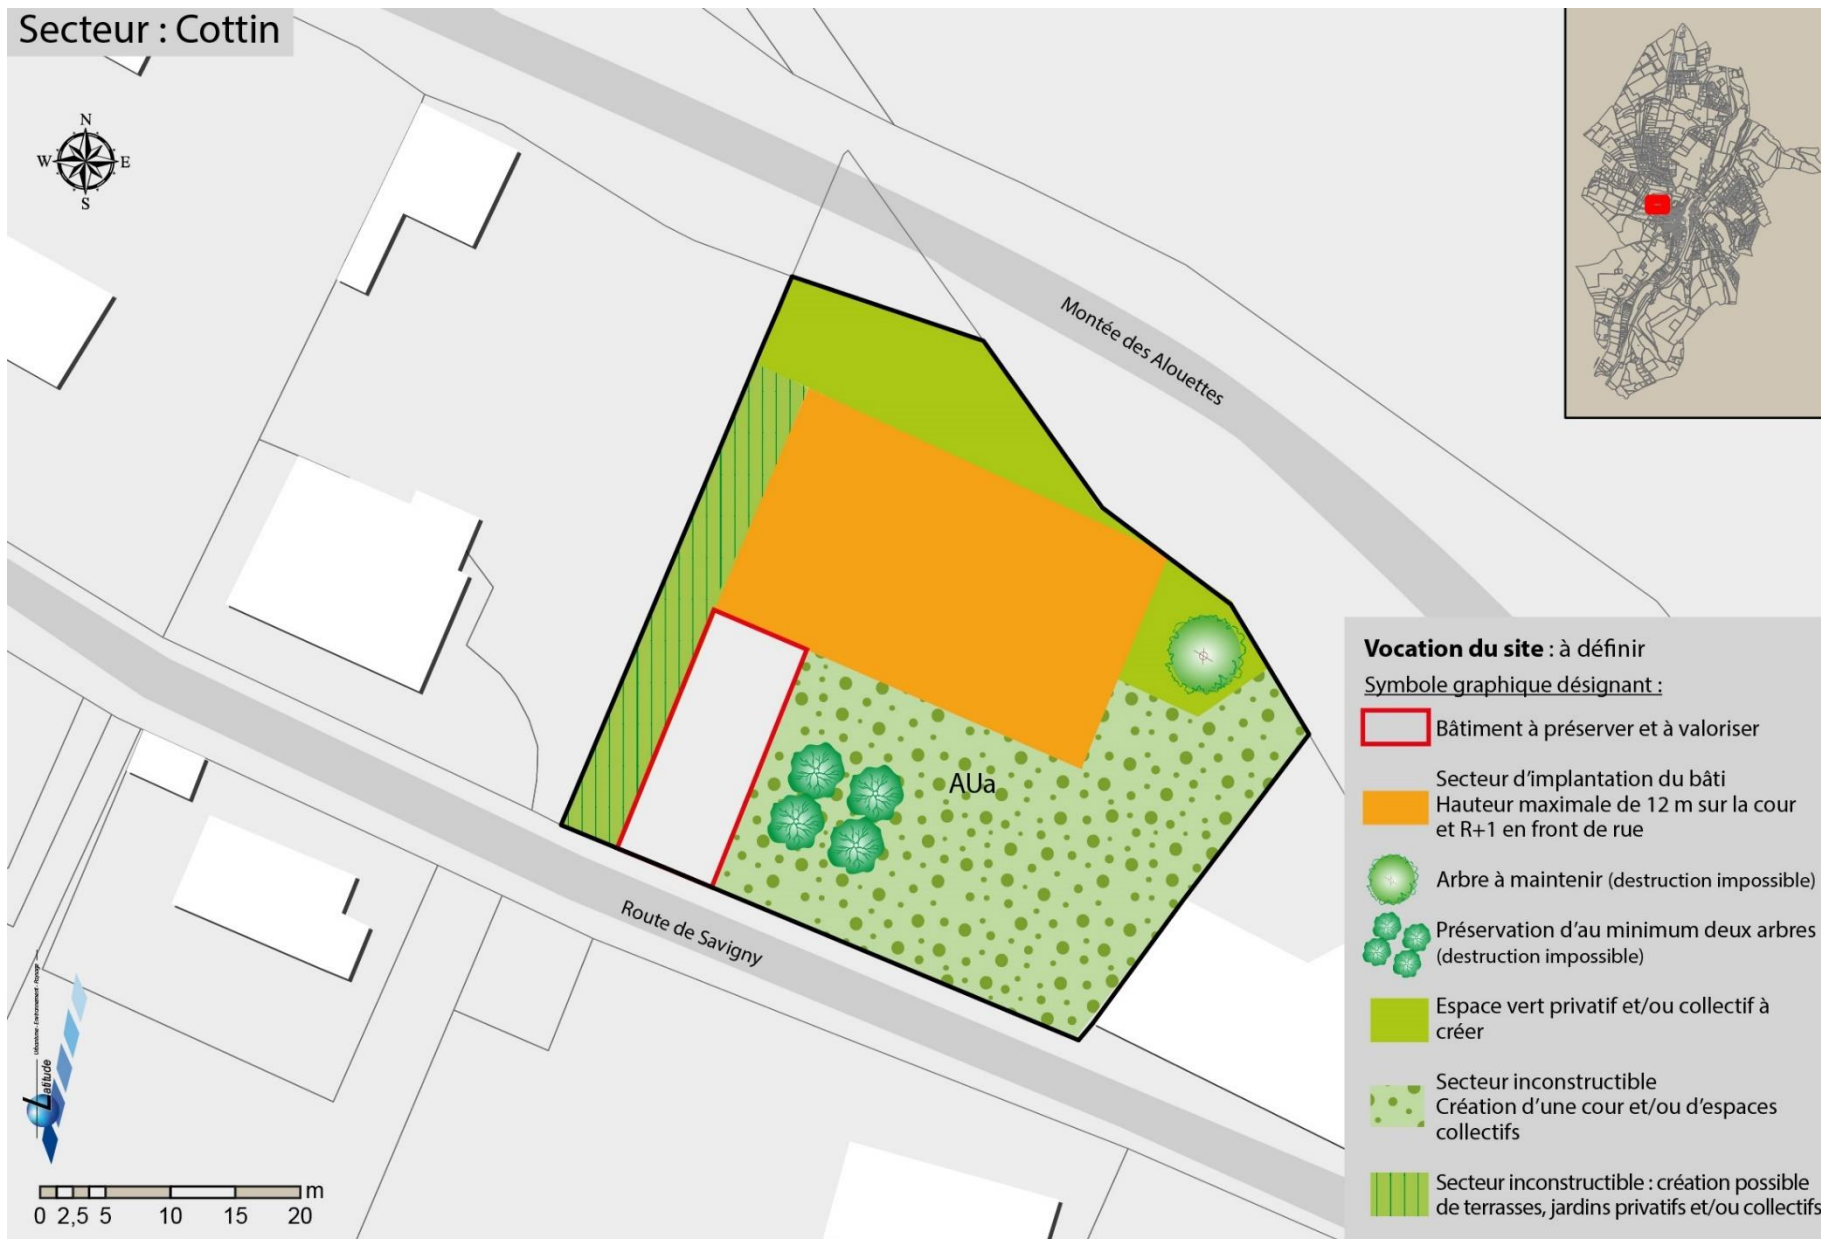 Secteur : Cottin
N
W E
S
Montée des Alouettes
AUa
Route de Savigny
Vocation du site : à définir
Symbole graphique désignant :
Bâtiment à préserver et à valoriser
Secteur d'implantation du bâti
Hauteur maximale de 12 m sur la cour
et R+1 en front de rue
Arbre à maintenir (destruction impossible)
Préservation d'au minimum deux arbres
(destruction impossible)
Espace vert privatif et/ou collectif à
créer
Secteur inconstructible
Création d'une cour et/ou d'espaces
collectifs
Secteur inconstructible : création possible
de terrasses, jardins privatifs et/ou collectifs
Latitude
Urbanisme - Environnement - Paysage
m
0 2,5 5 10 15 20